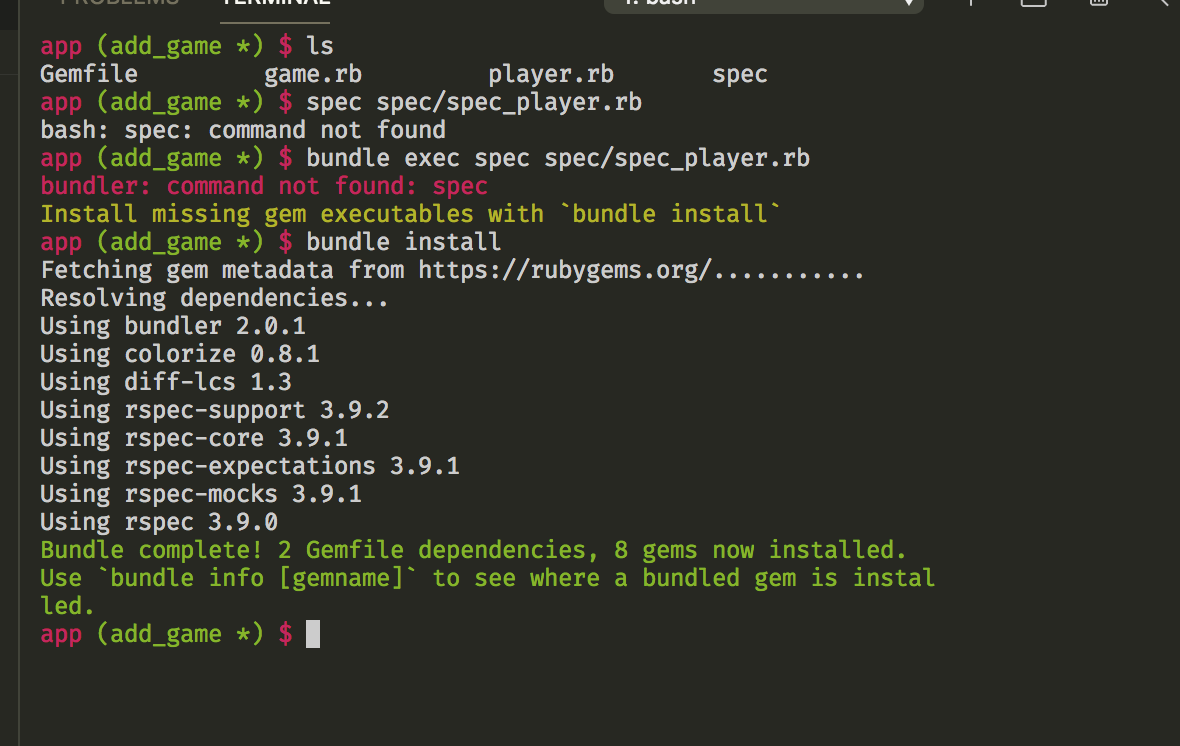 PROBLEMS TERMINAL 1: bash
app (add_game *) $ ls
Gemfile game.rb player.rb spec
app (add_game *) $ spec spec/spec_player.rb
bash: spec: command not found
app (add_game *) $ bundle exec spec spec/spec_player.rb
bundler: command not found: spec
Install missing gem executables with `bundle install`
app (add_game *) $ bundle install
Fetching gem metadata from https://rubygems.org/...........
Resolving dependencies...
Using bundler 2.0.1
Using colorize 0.8.1
Using diff-lcs 1.3
Using rspec-support 3.9.2
Using rspec-core 3.9.1
Using rspec-expectations 3.9.1
Using rspec-mocks 3.9.1
Using rspec 3.9.0
Bundle complete! 2 Gemfile dependencies, 8 gems now installed.
Use `bundle info [gemname]` to see where a bundled gem is instal
led.
app (add_game *) $